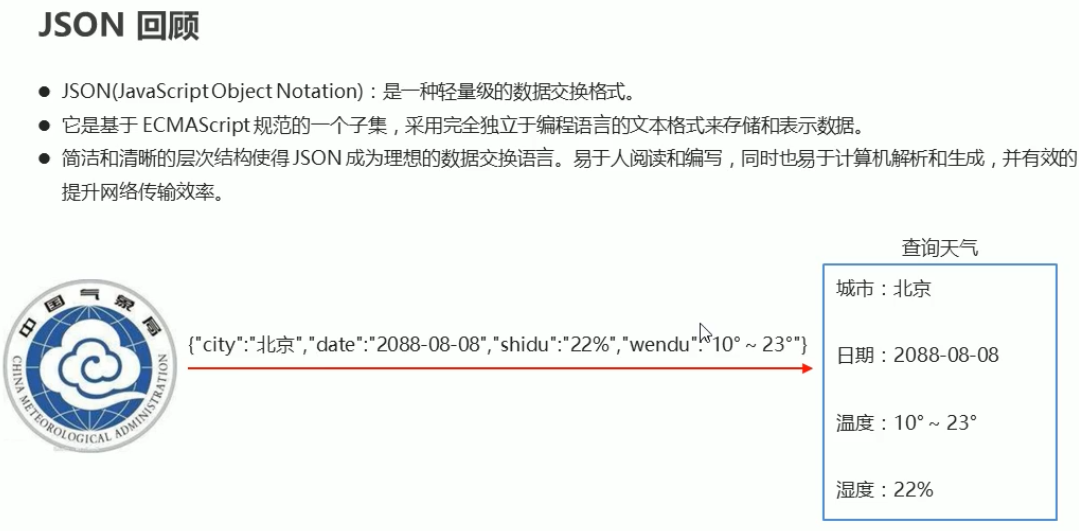 JSON 回顾
JSON(JavaScript Object Notation)：是一种轻量级的数据交换格式。
它是基于 ECMAScript 规范的一个子集，采用完全独立于编程语言的文本格式来存储和表示数据。
简洁和清晰的层次结构使得 JSON 成为理想的数据交换语言。易于人阅读和编写，同时也易于计算机解析和生成，并有效的
提升网络传输效率。
查询天气
中国气象局
CHINA METEOROLOGICAL ADMINISTRATION
{"city":"北京","date":"2088-08-08","shidu":"22%","wendu":"10° ~ 23°"}
城市：北京
日期：2088-08-08
温度：10° ~ 23°
湿度：22%